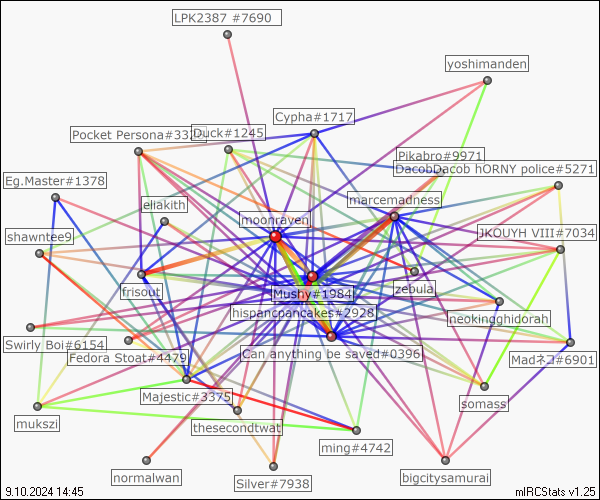 LPK2387 #7690
yoshimanden
Cypha#1717
Duck#1245
Pikabro#9971
DacobDacob hORNY police#5271
Eg.Master#1378
marcemadness
eliakith
moonraven
JKOUYH VIII#7034
shawntee9
Mushy#1984
frisout
zebula
hispancpancakes#2928
neokingghidorah
Swirly Boi#6154
Fedora Stoat#4479
Can anything be saved#0396
Madネコ#6901
Majestic#3375
somass
mukszi
thesecondtwat
ming#4742
normalwan
Silver#7938
bigcitysamurai
9.10.2024 14:45
mIRCStats v1.25